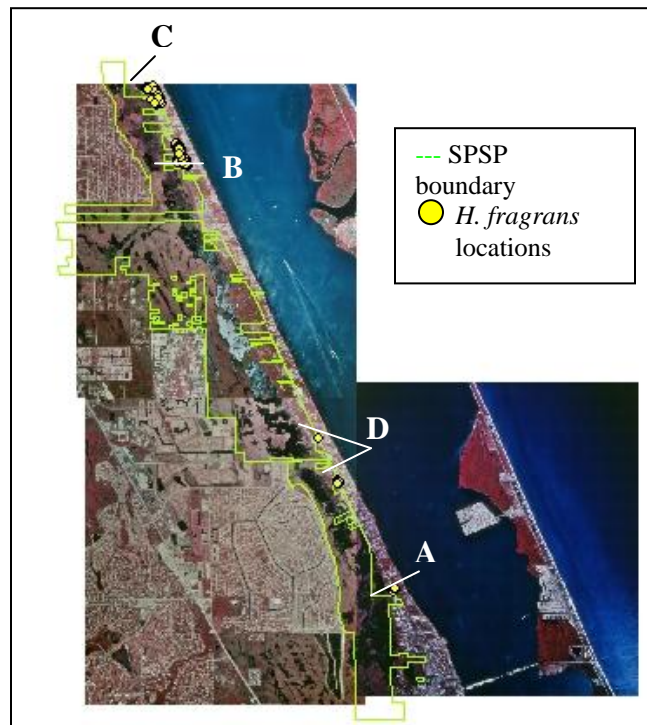 C
B
--- SPSP
boundary
H. fragrans
locations
D
A